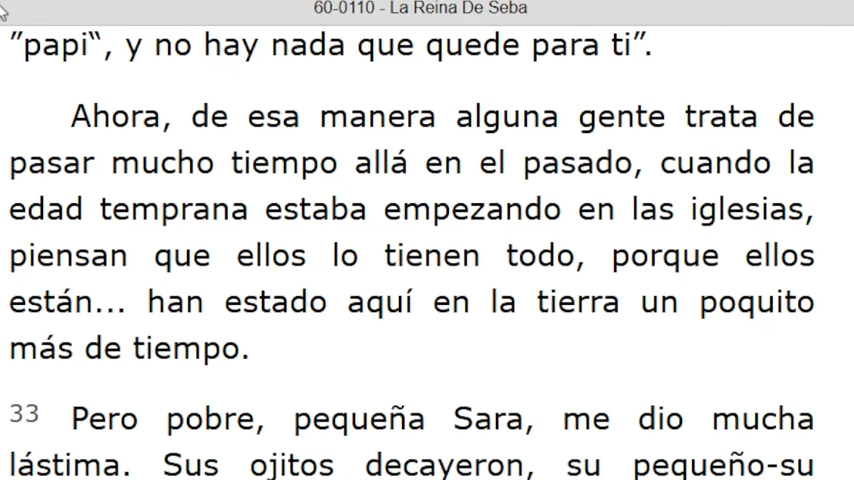 60-0110 - La Reina De Seba
”papi“, y no hay nada que quede para ti”.
Ahora, de esa manera alguna gente trata de
pasar mucho tiempo allá en el pasado, cuando la
edad temprana estaba empezando en las iglesias,
piensan que ellos lo tienen todo, porque ellos
están... han estado aquí en la tierra un poquito
más de tiempo.
33 Pero pobre, pequeña Sara, me dio mucha
lástima. Sus ojitos decayeron, su pequeño-su